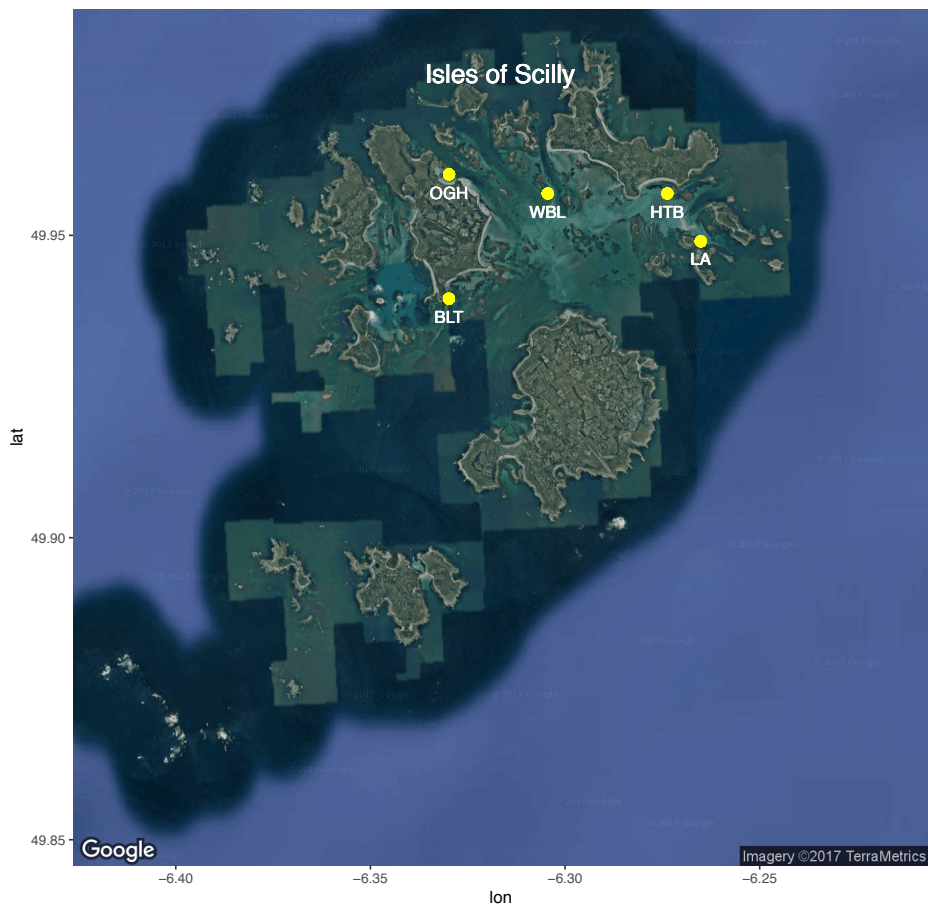 Isles of Scilly
OGH
WBL
HTB
LA
BLT
49.95
49.90
49.85
lat
Google
Imagery ©2017 TerraMetrics
−6.40
−6.35
−6.30
−6.25
lon